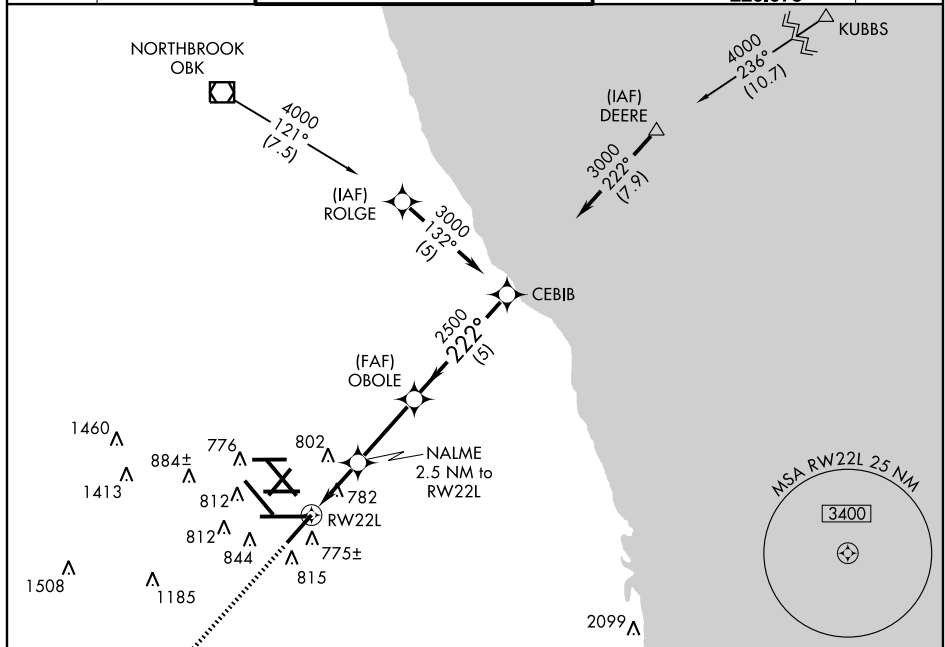 KUBBS
4000
236°
(10.7)
NORTHBROOK
OBK
4000
121°
(7.5)
(IAF)
DEERE
3000
222°
(7.9)
(IAF)
ROLGE
3000
132°
(5)
CEBIB
2500
222°
(5)
(FAF)
OBOLE
1460
1413
884±
776
802
NALME
2.5 NM to
RW22L
812
782
RW22L
812
844
775±
815
1508
1185
2099
MSA RW22L 25 NM
3400